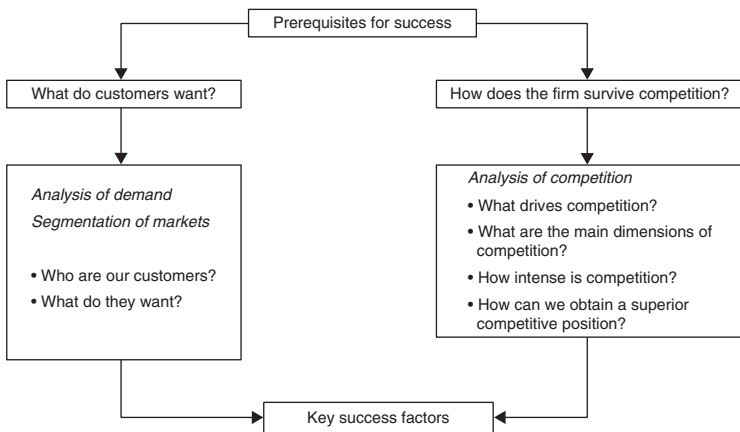 Prerequisites for success
What do customers want?
How does the firm survive competition?
Analysis of demand
Segmentation of markets
• Who are our customers?
• What do they want?
Analysis of competition
• What drives competition?
• What are the main dimensions of
competition?
• How intense is competition?
• How can we obtain a superior
competitive position?
Key success factors